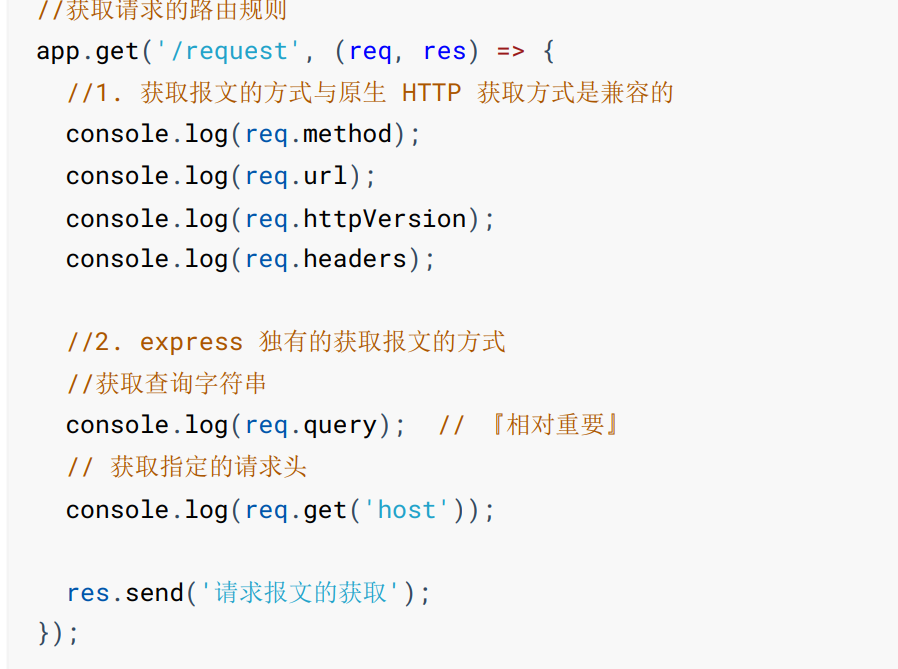 //获取请求的路由规则
app.get('/request', (req, res) => {
  //1. 获取报文的方式与原生 HTTP 获取方式是兼容的
  console.log(req.method);
  console.log(req.url);
  console.log(req.httpVersion);
  console.log(req.headers);
  //2. express 独有的获取报文的方式
  //获取查询字符串
  console.log(req.query);  // 『相对重要』
  // 获取指定的请求头
  console.log(req.get('host'));
  res.send('请求报文的获取');
});